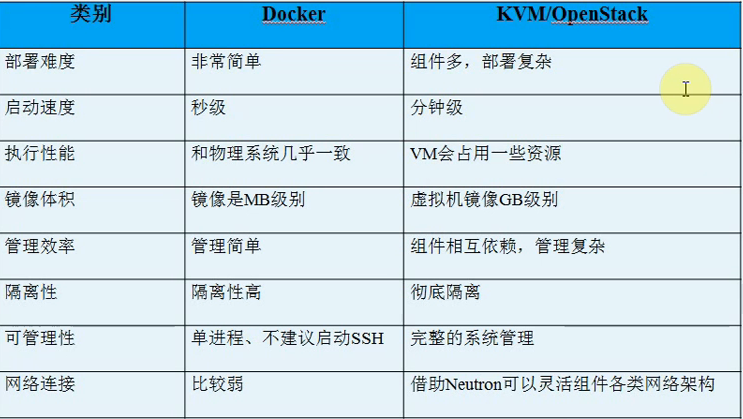 类别 Docker KVM/OpenStack
部署难度 非常简单 组件多，部署复杂
启动速度 秒级 分钟级
执行性能 和物理系统几乎一致 VM会占用一些资源
镜像体积 镜像是MB级别 虚拟机镜像GB级别
管理效率 管理简单 组件相互依赖，管理复杂
隔离性 隔离性高 彻底隔离
可管理性 单进程、不建议启动SSH 完整的系统管理
网络连接 比较弱 借助Neutron可以灵活组件各类网络架构